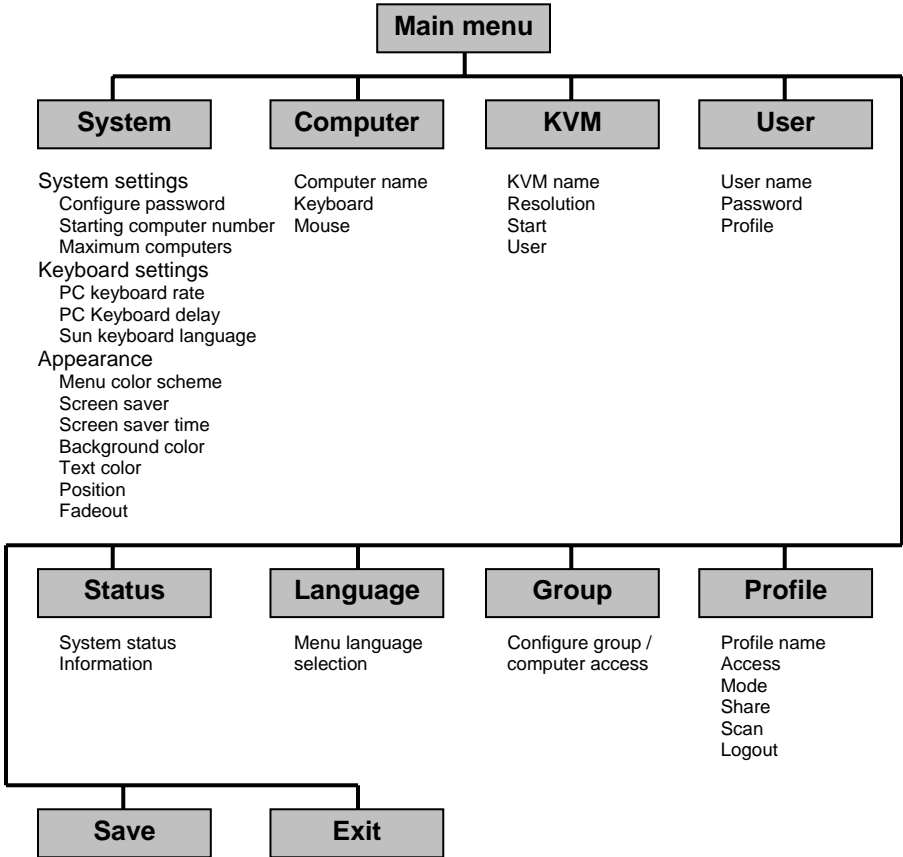 Main menu
System
Computer
KVM
User
System settings
Configure password
Starting computer number
Maximum computers
Keyboard settings
PC keyboard rate
PC Keyboard delay
Sun keyboard language
Appearance
Menu color scheme
Screen saver
Screen saver time
Background color
Text color
Position
Fadeout
Computer name
Keyboard
Mouse
KVM name
Resolution
Start
User
User name
Password
Profile
Status
Language
Group
Profile
System status
Information
Menu language
selection
Configure group /
computer access
Profile name
Access
Mode
Share
Scan
Logout
Save
Exit